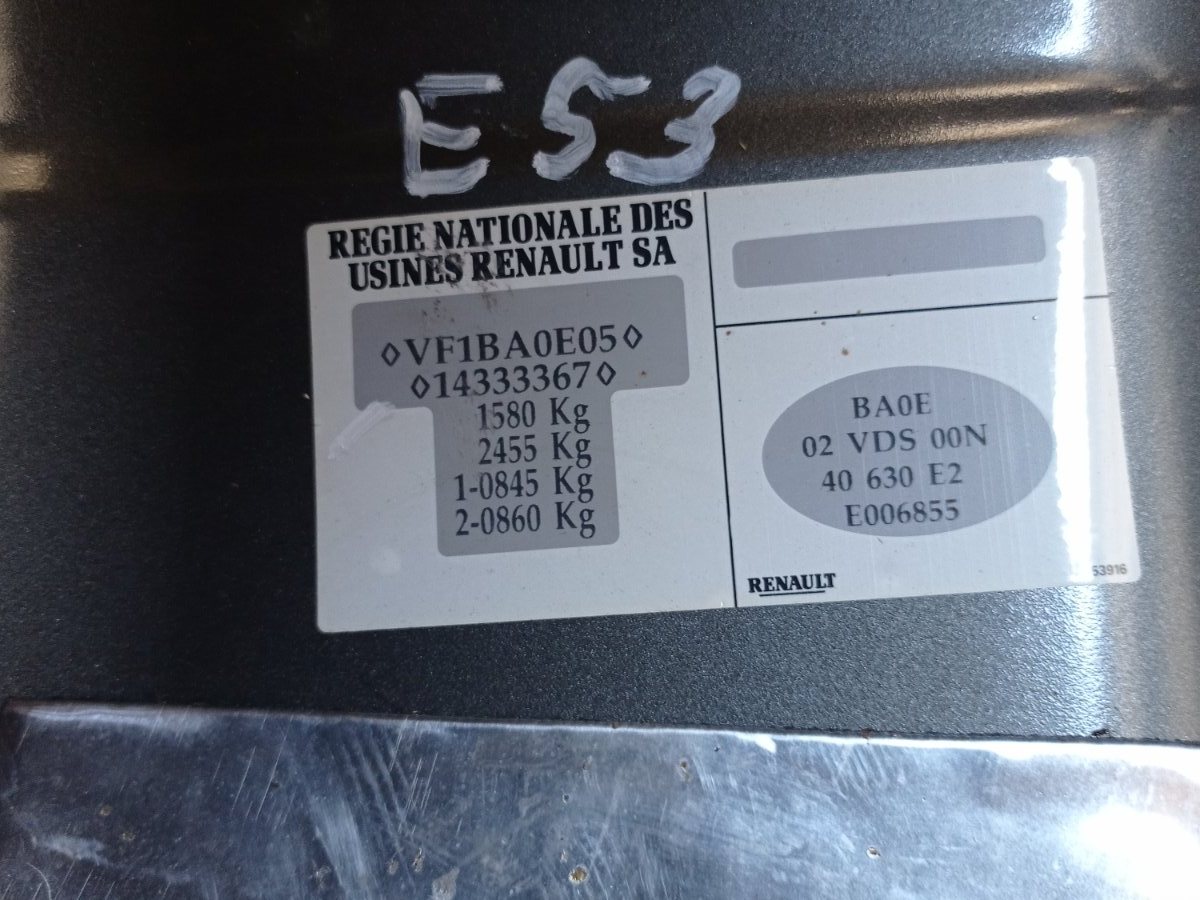 E53
REGIE NATIONALE DES
USINES RENAULT SA
◊VF1BA0E05◊
◊14333367◊
1580 Kg
2455 Kg
1-0845 Kg
2-0860 Kg
BA0E
02 VDS 00N
40 630 E2
E006855
RENAULT
53916